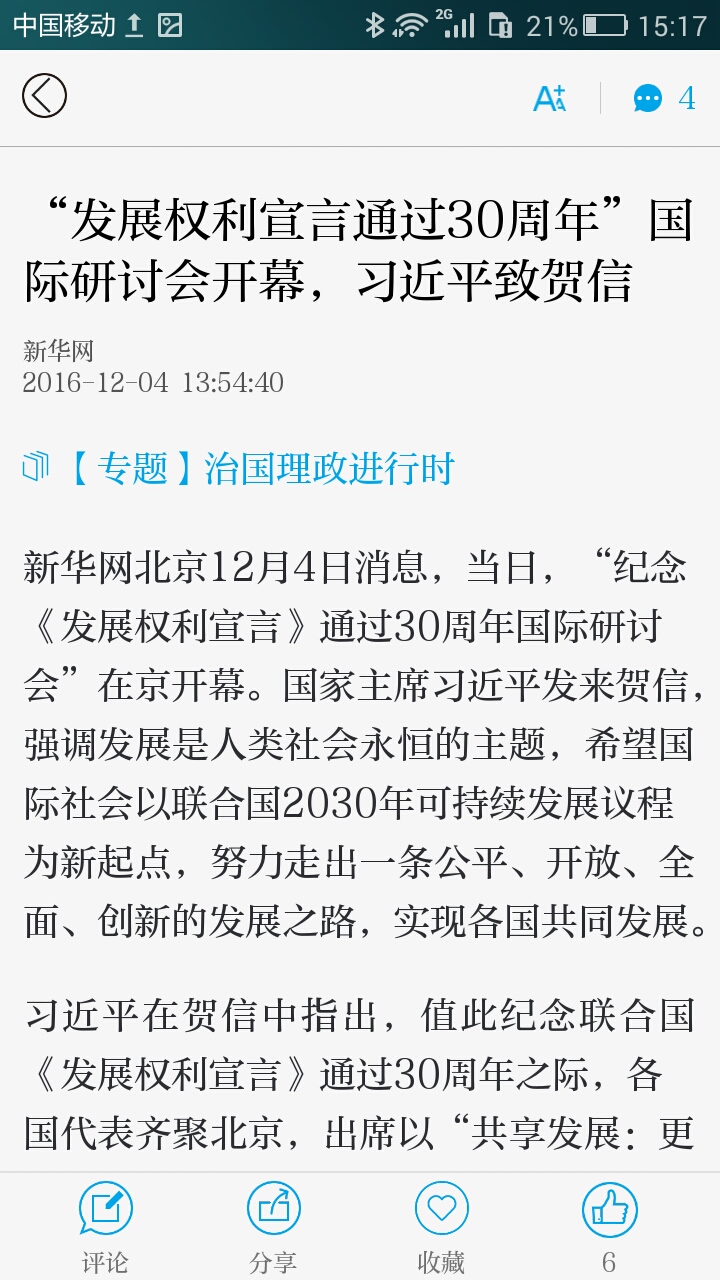 中国移动
2G
21%
15:17
A+A
4
“发展权利宣言通过30周年”国
际研讨会开幕，习近平致贺信
新华网
2016-12-04 13:54:40
【专题】治国理政进行时
新华网北京12月4日消息，当日，“纪念
《发展权利宣言》通过30周年国际研讨
会”在京开幕。国家主席习近平发来贺信，
强调发展是人类社会永恒的主题，希望国
际社会以联合国2030年可持续发展议程
为新起点，努力走出一条公平、开放、全
面、创新的发展之路，实现各国共同发展。
习近平在贺信中指出，值此纪念联合国
《发展权利宣言》通过30周年之际，各
国代表齐聚北京，出席以“共享发展：更
评论
分享
收藏
6